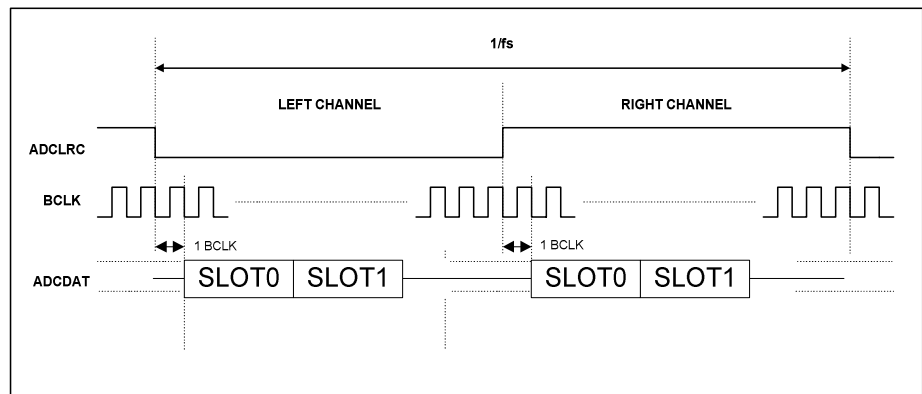 1/fs
LEFT CHANNEL
RIGHT CHANNEL
ADCLRC
BCLK
1 BCLK
1 BCLK
ADCDAT
SLOT0
SLOT1
SLOT0
SLOT1